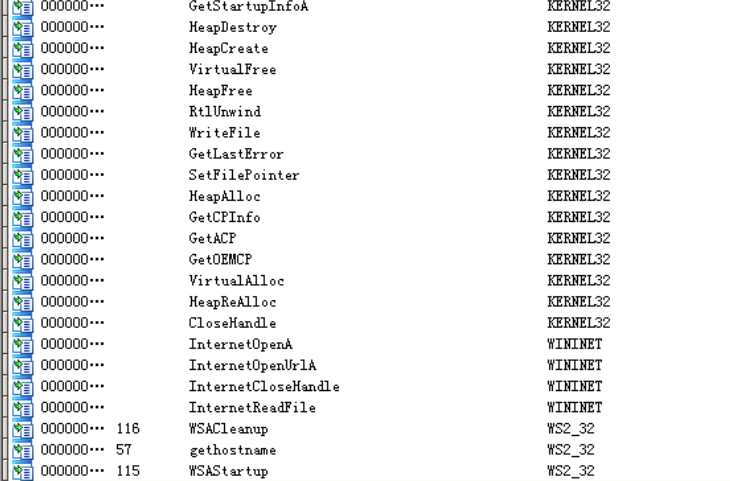 000000… GetStartupInfoA KERNEL32
000000… HeapDestroy KERNEL32
000000… HeapCreate KERNEL32
000000… VirtualFree KERNEL32
000000… HeapFree KERNEL32
000000… RtlUnwind KERNEL32
000000… WriteFile KERNEL32
000000… GetLastError KERNEL32
000000… SetFilePointer KERNEL32
000000… HeapAlloc KERNEL32
000000… GetCPInfo KERNEL32
000000… GetACP KERNEL32
000000… GetOEMCP KERNEL32
000000… VirtualAlloc KERNEL32
000000… HeapReAlloc KERNEL32
000000… CloseHandle KERNEL32
000000… InternetOpenA WININET
000000… InternetOpenUrlA WININET
000000… InternetCloseHandle WININET
000000… InternetReadFile WININET
000000… 116 WSACleanup WS2_32
000000… 57 gethostname WS2_32
000000… 115 WSAStartup WS2_32